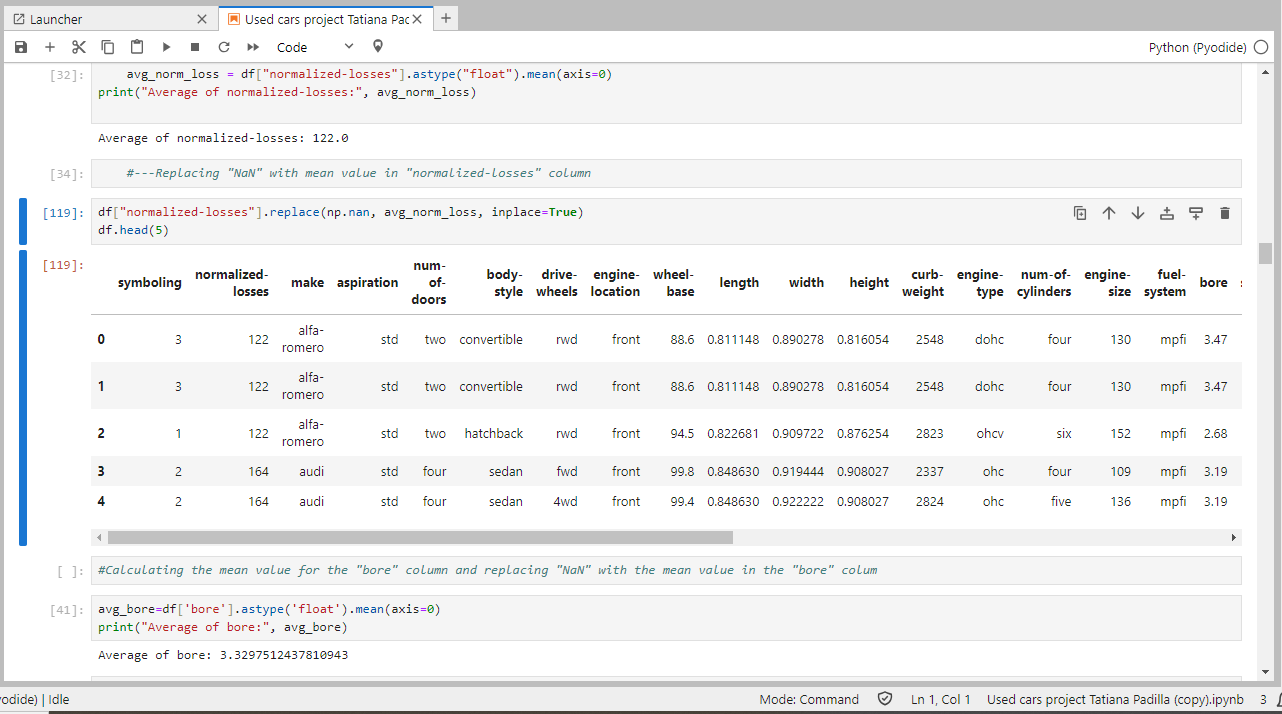 Launcher
Used cars project Tatiana Pad
Code
Python (Pyodide)
[32]:
avg_norm_loss = df["normalized-losses"].astype("float").mean(axis=0)
print("Average of normalized-losses:", avg_norm_loss)
Average of normalized-losses: 122.0
[34]:
#---Replacing "NaN" with mean value in "normalized-losses" column
[119]:
df["normalized-losses"].replace(np.nan, avg_norm_loss, inplace=True)
df.head(5)
[119]:
symboling normalized-losses make aspiration num-of-doors body-style drive-wheels engine-location wheel-base length width height curb-weight engine-type num-of-cylinders engine-size fuel-system bore
0 3 122 alfa-romero std two convertible rwd front 88.6 0.811148 0.890278 0.816054 2548 dohc four 130 mpfi 3.47
1 3 122 alfa-romero std two convertible rwd front 88.6 0.811148 0.890278 0.816054 2548 dohc four 130 mpfi 3.47
2 1 122 alfa-romero std two hatchback rwd front 94.5 0.822681 0.909722 0.876254 2823 ohcv six 152 mpfi 2.68
3 2 164 audi std four sedan fwd front 99.8 0.848630 0.919444 0.908027 2337 ohc four 109 mpfi 3.19
4 2 164 audi std four sedan 4wd front 99.4 0.848630 0.922222 0.908027 2824 ohc five 136 mpfi 3.19
[ ]:
#Calculating the mean value for the "bore" column and replacing "NaN" with the mean value in the "bore" colum
[41]:
avg_bore=df['bore'].astype('float').mean(axis=0)
print("Average of bore:", avg_bore)
Average of bore: 3.3297512437810943
yodide) | Idle
Mode: Command
Ln 1, Col 1
Used cars project Tatiana Padilla (copy).ipynb
3